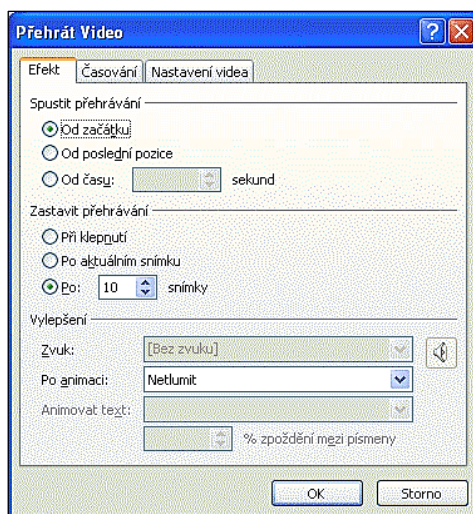 Přehrát Video
Efekt Časování Nastavení videa
Spustit přehrávání
Od začátku
Od poslední pozice
Od času: sekund
Zastavit přehrávání
Při klepnutí
Po aktuálním snímku
Po: 10 snímky
Vylepšení
Zvuk: [Bez zvuku]
Po animaci: Netlumit
Animovat text:
% zpoždění mezi písmeny
OK Storno